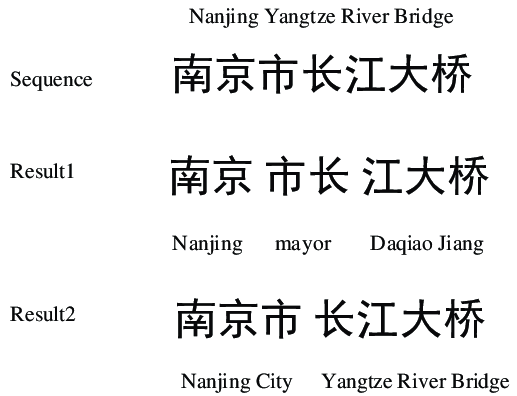 Nanjing Yangtze River Bridge
Sequence 南京市长江大桥
Result1 南京 市长 江大桥
Nanjing mayor Daqiao Jiang
Result2 南京市 长江大桥
Nanjing City Yangtze River Bridge